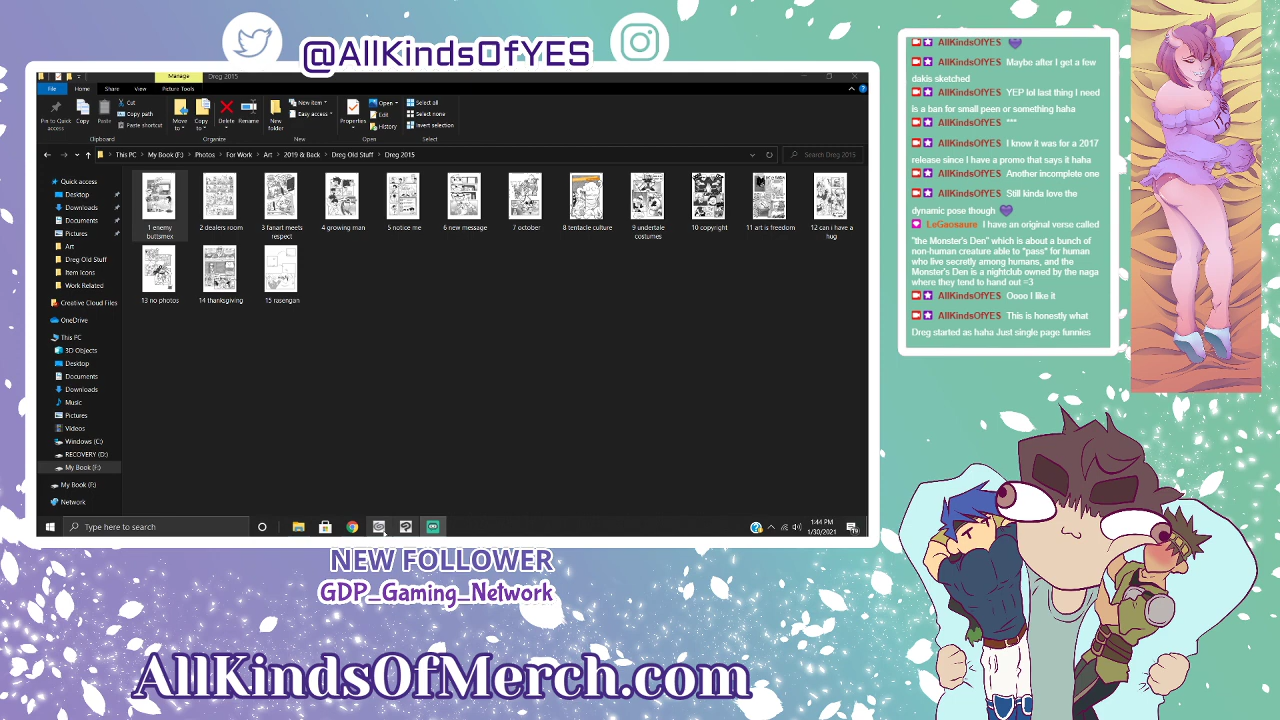 @AllKindsOfYES
Manage
Dreg 2015
File
Home
Share
View
Picture Tools
Pin to Quick access
Copy
Paste
Cut
Copy path
Paste shortcut
Move to
Copy to
Delete
Rename
New folder
New item
Easy access
Properties
Open
Edit
History
Select all
Select none
Invert selection
Clipboard
Organize
New
Open
Select
This PC
My Book (F:)
Photos
For Work
Art
2019 & Back
Dreg Old Stuff
Dreg 2015
Search Dreg 2015
Quick access
Desktop
Downloads
Documents
Pictures
Art
Dreg Old Stuff
Item Icons
Work Related
Creative Cloud Files
OneDrive
This PC
3D Objects
Desktop
Documents
Downloads
Music
Pictures
Videos
Windows (C:)
RECOVERY (D:)
My Book (F:)
My Book (F:)
Network
1 enemy buttsmex
2 dealers room
3 fanart meets respect
4 growing man
5 notice me
6 new message
7 october
8 tentacle culture
9 undertale costumes
10 copyright
11 art is freedom
12 can i have a hug
13 no photos
14 thanksgiving
15 rasengan
Type here to search
1:44 PM
1/30/2021
AllKindsOfYES
AllKindsOfYES Maybe after I get a few
dakis sketched
AllKindsOfYES YEP lol last thing I need
is a ban for small peen or something haha
AllKindsOfYES ***
AllKindsOfYES I know it was for a 2017
release since I have a promo that says it haha
AllKindsOfYES Another incomplete one
AllKindsOfYES Still kinda love the
dynamic pose though
LeGaosaure I have an original verse called
"the Monster's Den" which is about a bunch of
non-human creature able to "pass" for human
who live secretly among humans, and the
Monster's Den is a nightclub owned by the naga
where they tend to hand out =3
AllKindsOfYES Oooo I like it
AllKindsOfYES This is honestly what
Dreg started as haha Just single page funnies
NEW FOLLOWER
GDP_Gaming_Network
AllKindsOfMerch.com